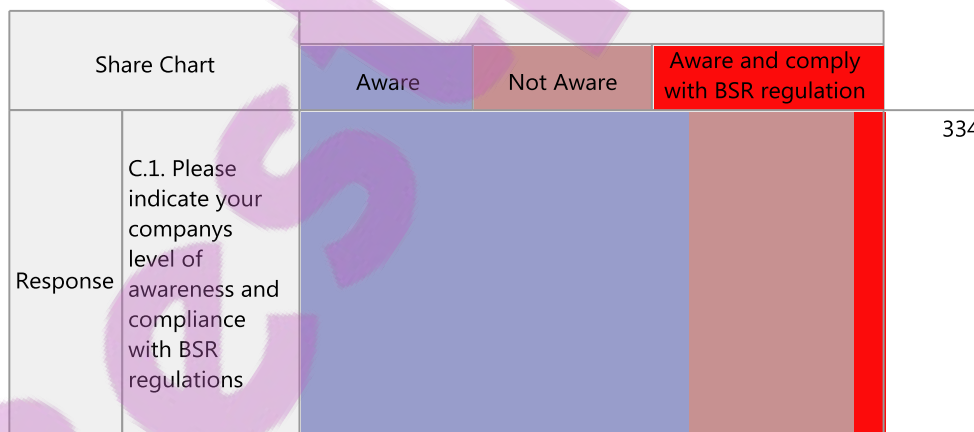 Share Chart
Aware
Not Aware
Aware and comply
with BSR regulation
334
Response
C.1. Please
indicate your
companys
level of
awareness and
compliance
with BSR
regulations